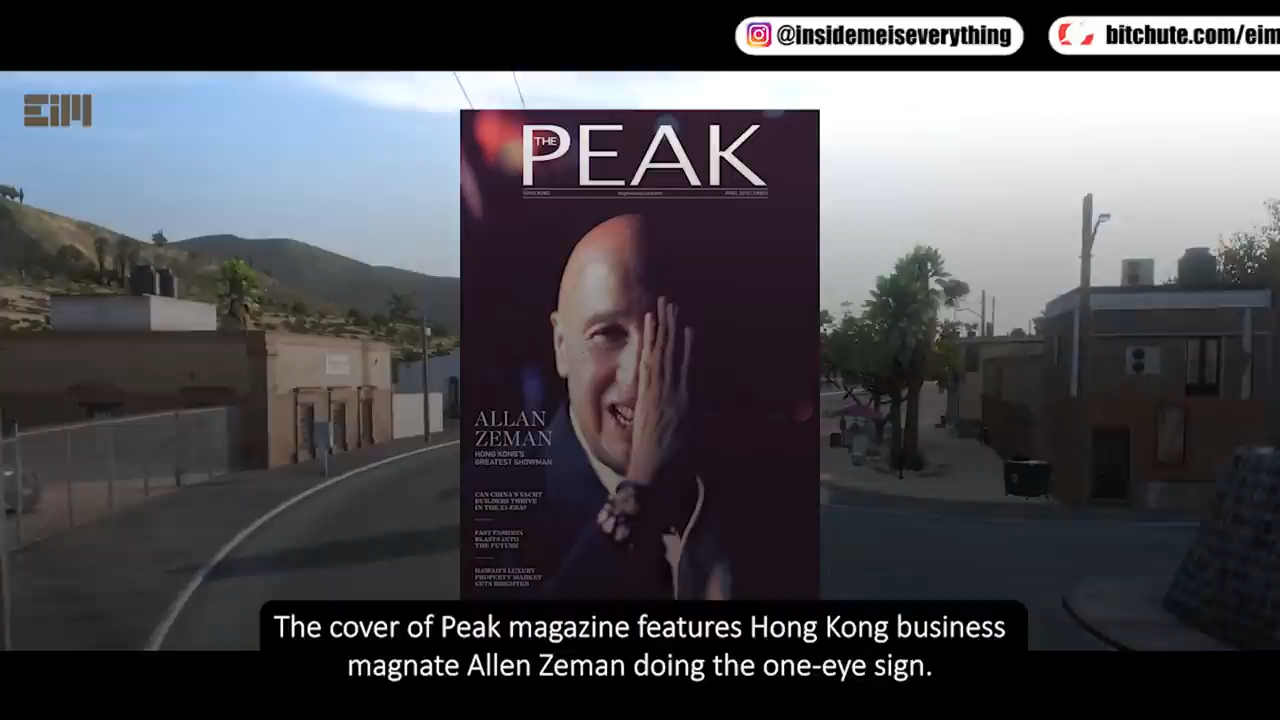 @insidemeiseverything
bitchute.com/eim
EIM
THE
PEAK
HONG KONG
ALLAN
ZEMAN
HONG KONG'S
GREATEST SHOWMAN
CAN CHINA'S YACHT
BUILDERS THRIVE
IN THE XI-ERA?
FAST FASHION
BLASTS INTO
THE FUTURE
HAWAII'S LUXURY
PROPERTY MARKET
GETS BRIGHTER
The cover of Peak magazine features Hong Kong business
magnate Allen Zeman doing the one-eye sign.